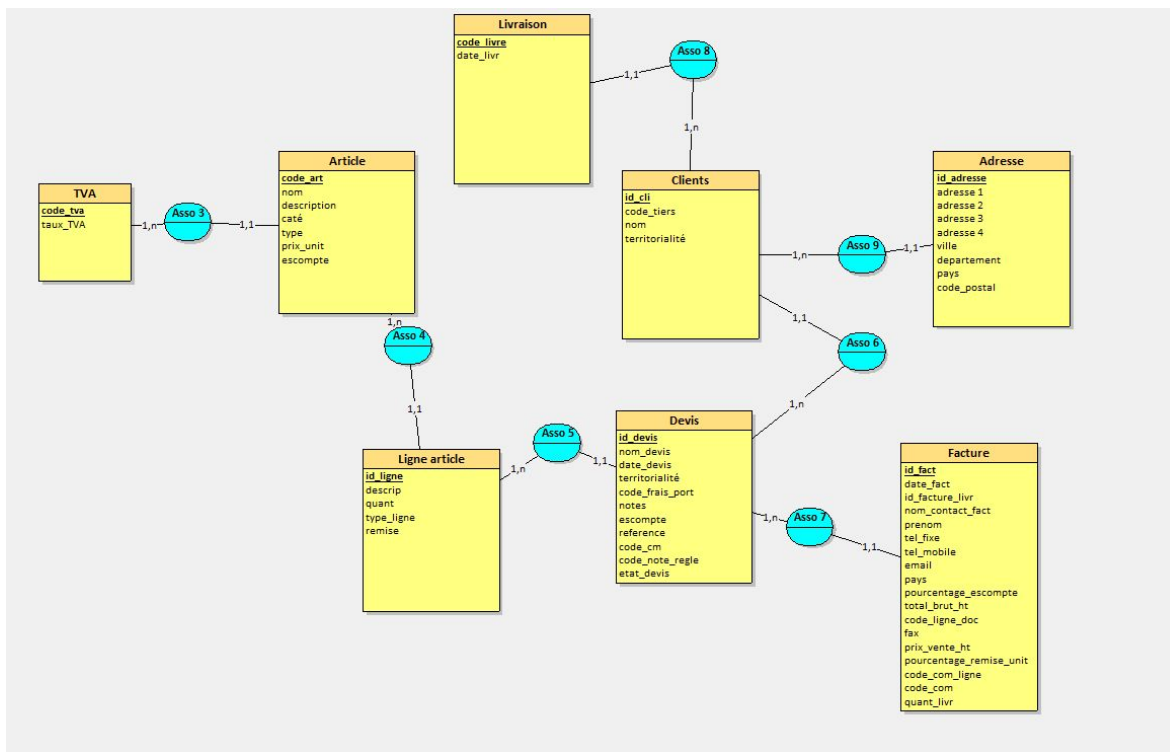 Livraison
code_livre
date_livr
Asso 8
1,1
1,n
TVA
code_tva
taux_TVA
1,n
Asso 3
1,1
Article
code_art
nom
description
caté
type
prix_unit
escompte
1,n
Asso 4
1,1
Clients
id_cli
code_tiers
nom
territorialité
1,n
Asso 9
1,1
Adresse
id_adresse
adresse 1
adresse 2
adresse 3
adresse 4
ville
departement
pays
code_postal
1,1
Asso 6
1,n
Ligne article
id_ligne
descrip
quant
type_ligne
remise
1,n
Asso 5
1,1
Devis
id_devis
nom_devis
date_devis
territorialité
code_frais_port
notes
escompte
reference
code_cm
code_note_regle
etat_devis
1,n
Asso 7
1,1
Facture
id_fact
date_fact
id_facture_livr
nom_contact_fact
prenom
tel_fixe
tel_mobile
email
pays
pourcentage_escompte
total_brut_ht
code_ligne_doc
fax
prix_vente_ht
pourcentage_remise_unit
code_com_ligne
code_com
quant_livr